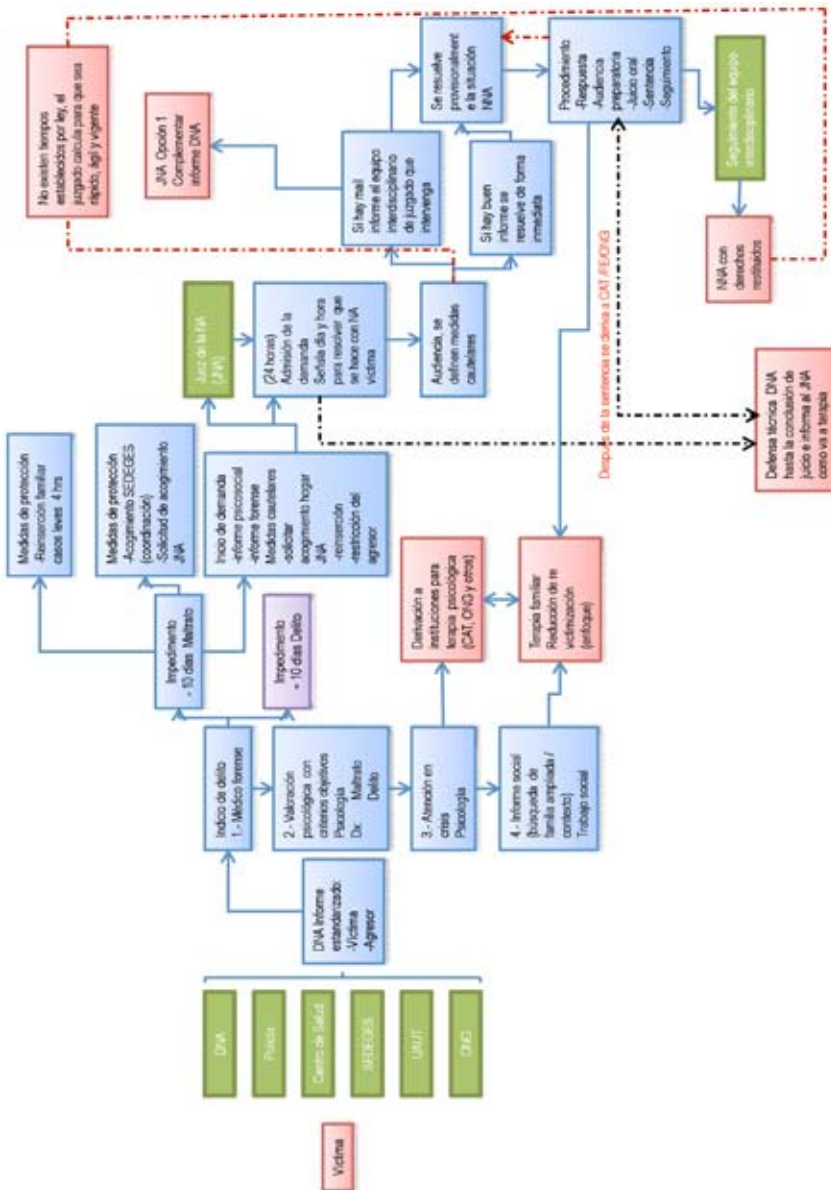 Víctima
DNA
Policía
Centro de Salud
SEDEGES
UAUT
ONG
DNA Informe
estandarizado:
-Víctima
-Agresor
Indicio de delito
1.- Médico forense
2.- Valoración
psicológica con
criterios objetivos
Psicología
Dx: Maltrato
Delito
3.- Atención en
crisis
Psicología
4.- Informe social
(búsqueda de
familia ampliada /
contexto)
Trabajo social
Impedimento
- 10 días Maltrato
Impedimento
+ 10 días Delito
Medidas de protección
-Reinserción familiar
casos leves 4 hrs
Medidas de protección
-Acogimiento SEDEGES
(coordinación)
-Solicitud de acogimiento
JNA
Inicio de demanda
-informe psicosocial
-informe forense
Medidas cautelares
-solicitar
acogimiento hogar
JNA
-reinserción
-restricción del
agresor
Derivación a
instituciones para
terapia psicológica
(CAT, ONG y otros)
Terapia familiar
Reducción de re
victimización
(enfoque)
Juez de la NA
(JNA)
(24 horas)
Admisión de la
demanda
Señala día y hora
para resolver que
se hace con NA
víctima
Audiencia, se
definen medidas
cautelares
No existen tiempos
establecidos por ley, el
juzgado calcula para que sea
rápido, ágil y vigente
JNA Opción 1
Complementar
informe DNA
Si hay mail
informe el equipo
interdisciplinario
de juzgado que
intervenga
Si hay buen
informe se
resuelve de forma
inmediata
Se resuelve
provisionalment
e la situación
NNA
Procedimiento
-Respuesta
-Audiencia
preparatoria
-Juicio oral
-Sentencia
-Seguimiento
Después de la sentencia se deriva a CAT /FE/ONG
Defensa técnica DNA
hasta la conclusión de
juicio e informa al JNA
como va a terapia
Seguimiento del equipo
interdisciplinario
NNA con
derechos
restituidos